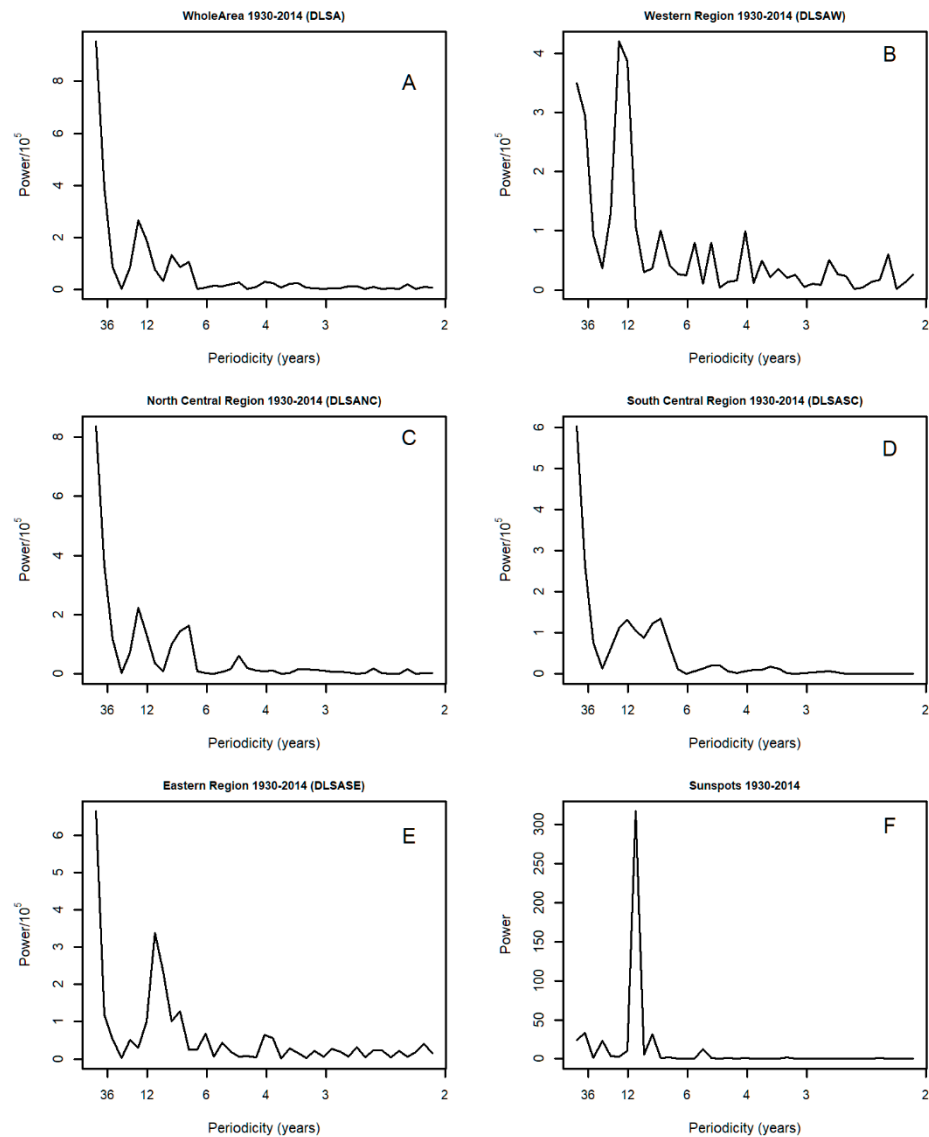 WholeArea 1930-2014 (DLSA)
A
Power/10⁵
8
6
4
2
0
36 12 6 4 3 2
Periodicity (years)
Western Region 1930-2014 (DLSAW)
B
Power/10⁵
4
3
2
1
0
36 12 6 4 3 2
Periodicity (years)
North Central Region 1930-2014 (DLSANC)
C
Power/10⁵
8
6
4
2
0
36 12 6 4 3 2
Periodicity (years)
South Central Region 1930-2014 (DLSASC)
D
Power/10⁵
6
5
4
3
2
1
0
36 12 6 4 3 2
Periodicity (years)
Eastern Region 1930-2014 (DLSASE)
E
Power/10⁵
6
5
4
3
2
1
0
36 12 6 4 3 2
Periodicity (years)
Sunspots 1930-2014
F
Power
300
250
200
150
100
50
0
36 12 6 4 3 2
Periodicity (years)